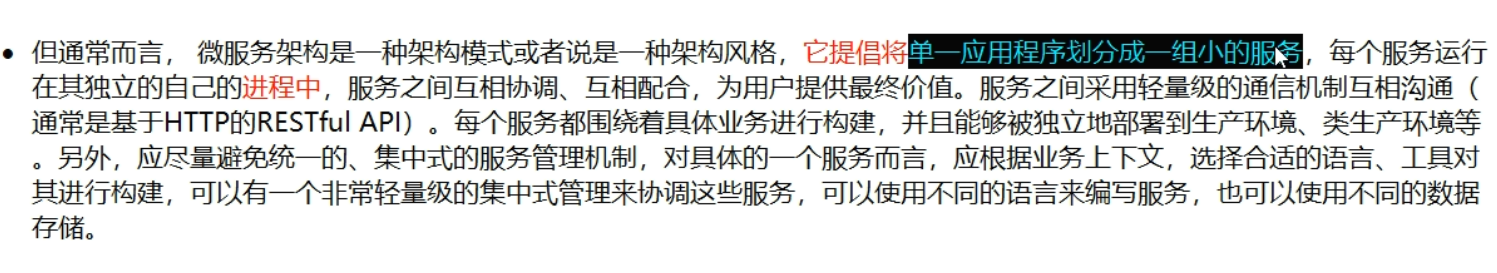 • 但通常而言， 微服务架构是一种架构模式或者说是一种架构风格，它提倡将单一应用程序划分成一组小的服务，每个服务运行
在其独立的自己的进程中，服务之间互相协调、互相配合，为用户提供最终价值。服务之间采用轻量级的通信机制互相沟通（
通常是基于HTTP的RESTful API）。每个服务都围绕着具体业务进行构建，并且能够被独立地部署到生产环境、类生产环境等
。另外，应尽量避免统一的、集中式的服务管理机制，对具体的一个服务而言，应根据业务上下文，选择合适的语言、工具对
其进行构建，可以有一个非常轻量级的集中式管理来协调这些服务，可以使用不同的语言来编写服务，也可以使用不同的数据
存储。